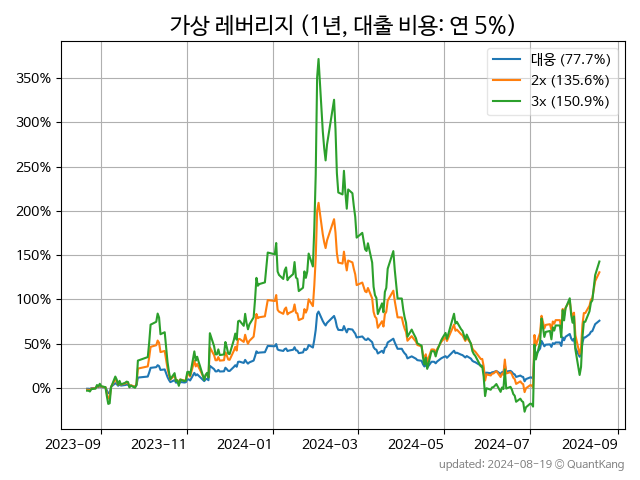 가상 레버리지 (1년, 대출 비용: 연 5%)
대웅 (77.7%)
2x (135.6%)
3x (150.9%)
350%
300%
250%
200%
150%
100%
50%
0%
2023-09 2023-11 2024-01 2024-03 2024-05 2024-07 2024-09
updated: 2024-08-19 © QuantKang